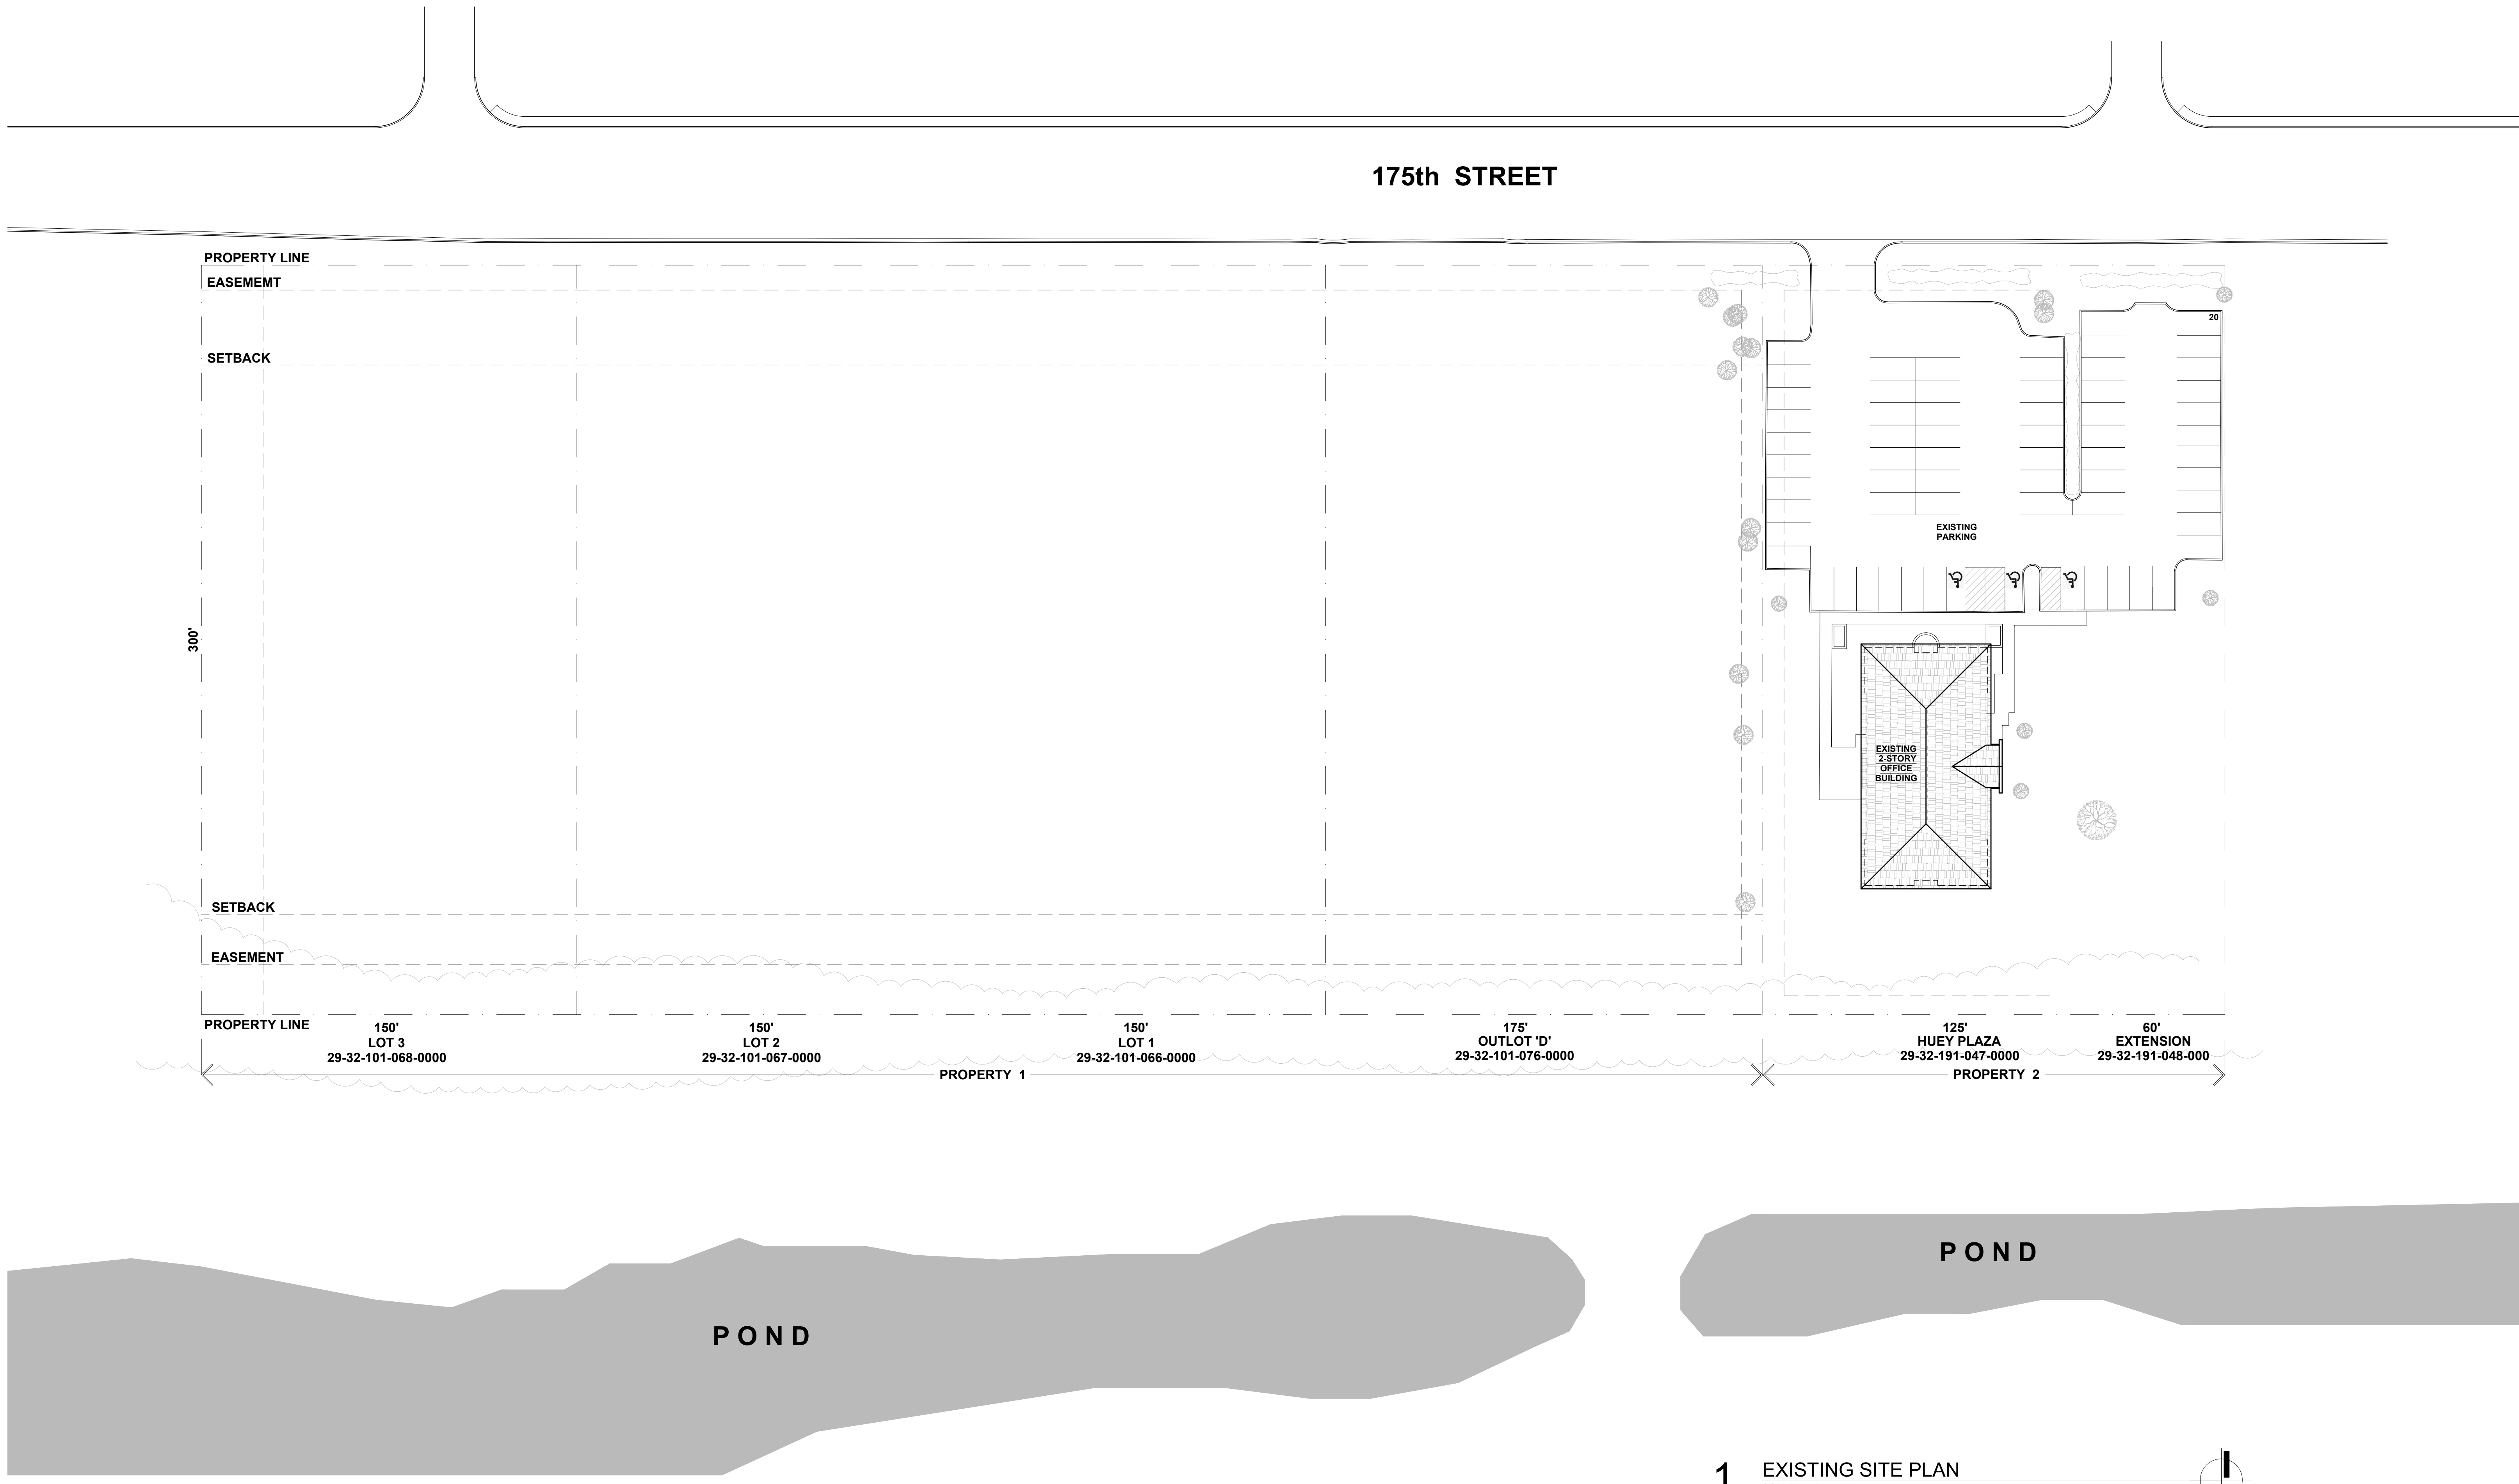 175th STREET
PROPERTY LINE
EASEMEMT
SETBACK
20
EXISTING
PARKING
300'
EXISTING
2-STORY
OFFICE
BUILDING
SETBACK
EASEMENT
PROPERTY LINE
150'
LOT 3
29-32-101-068-0000
150'
LOT 2
29-32-101-067-0000
150'
LOT 1
29-32-101-066-0000
175'
OUTLOT 'D'
29-32-101-076-0000
125'
HUEY PLAZA
29-32-191-047-0000
60'
EXTENSION
29-32-191-048-000
PROPERTY 1
PROPERTY 2
POND
POND
1 EXISTING SITE PLAN